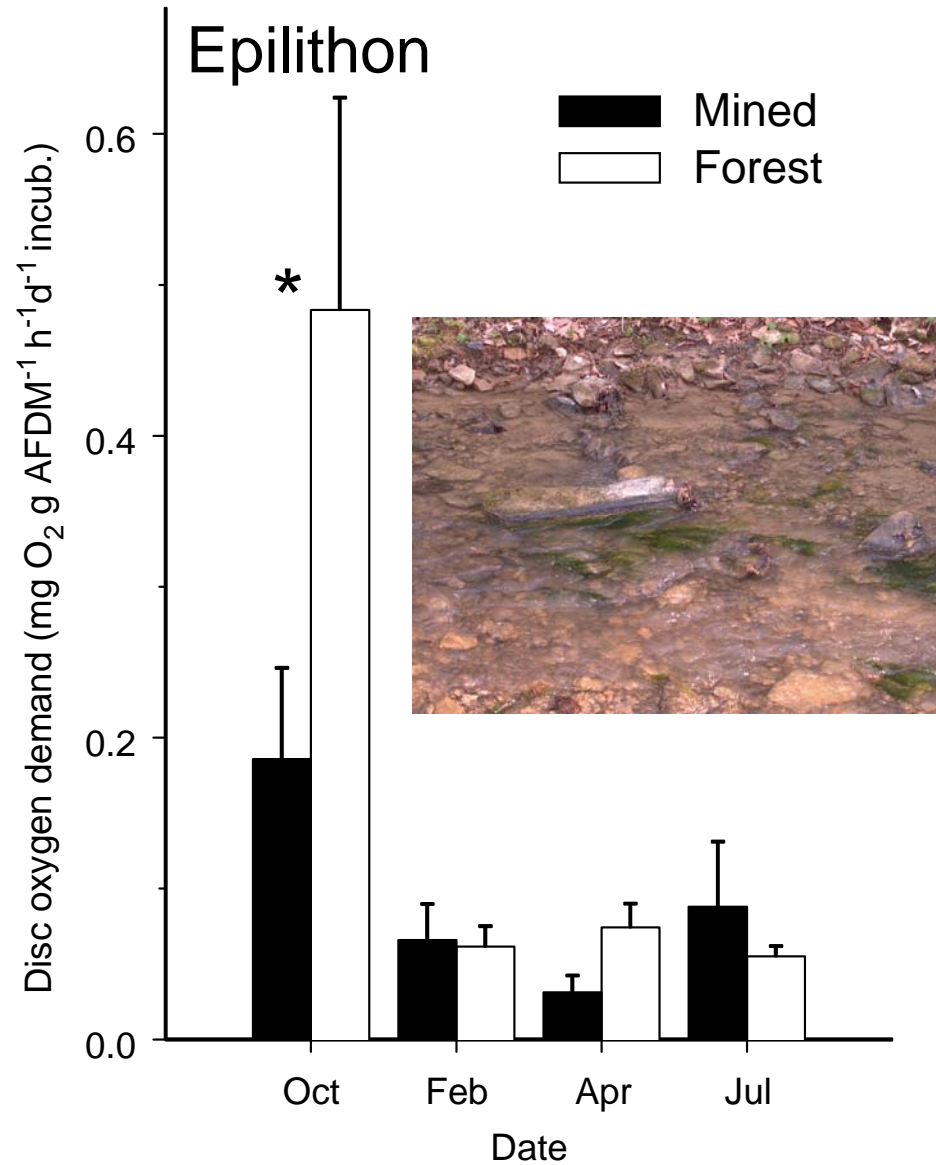 Epilithon
Mined
Forest
Disc oxygen demand (mg O₂ g AFDM⁻¹ h⁻¹d⁻¹ incub.)
0.6
*
0.4
0.2
0.0
Oct Feb Apr Jul
Date